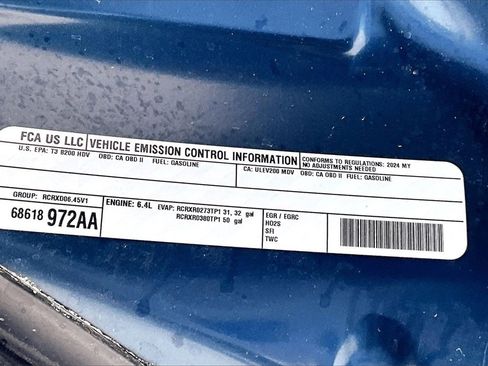 FCA US LLC VEHICLE EMISSION CONTROL INFORMATION CONFORMS TO REGULATIONS: 2024 MY
NO ADJUSTMENTS NEEDED
U.S. EPA: T3 B200 HDV OBD: CA OBD II FUEL: GASOLINE
CA: ULEV200 MDV OBD: CA OBD II FUEL: GASOLINE
GROUP: RCRXD06.45V1
68618 972AA
ENGINE: 6.4L EVAP: RCRXR0273TP1 31, 32 gal
RCRXR0380TP1 50 gal
EGR / EGRC
HO2S
SFI
TWC